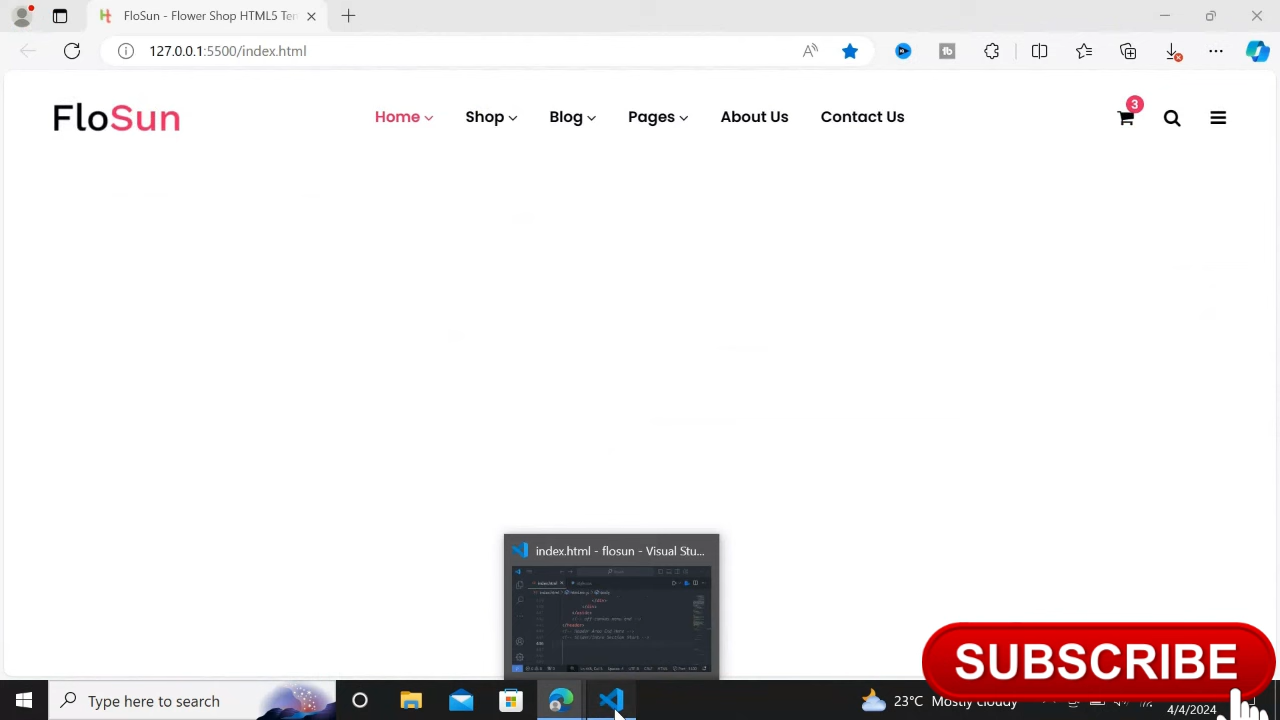 FloSun - Flower Shop HTML5 Ten
127.0.0.1:5500/index.html
FloSun
Home
Shop
Blog
Pages
About Us
Contact Us
3
index.html - flosun - Visual Stu...
SUBSCRIBE
Type here to search
23°C Mostly cloudy
4/4/2024